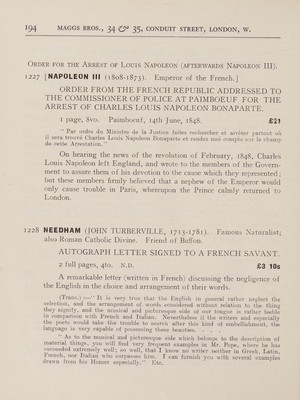 194 MAGGS BROS., 34 & 35, CONDUIT STREET, LONDON, W.
ORDER FOR THE ARREST OF LOUIS NAPOLEON (AFTERWARDS NAPOLEON III).
1227 [NAPOLEON III (1808-1873). Emperor of the French.]
ORDER FROM THE FRENCH REPUBLIC ADDRESSED TO
THE COMMISSIONER OF POLICE AT PAIMBOEUF FOR THE
ARREST OF CHARLES LOUIS NAPOLEON BONAPARTE.
1 page, 8vo. Paimboeuf, 14th June, 1848. £21
" Par ordre du Ministre de la Justice faites rechercher et arrêter partout où
il sera trouvé Charles Louis Napoleon Bonaparte et rendez moi compte sur le champ
de cette Arrestation."
On hearing the news of the revolution of February, 1848, Charles
Louis Napoleon left England, and wrote to the members of the Govern-
ment to assure them of his devotion to the cause which they represented;
but these members firmly believed that a nephew of the Emperor would
only cause trouble in Paris, whereupon the Prince calmly returned to
London.
1228 NEEDHAM (JOHN TURBERVILLE, 1713-1781). Famous Naturalist;
also Roman Catholic Divine. Friend of Buffon.
AUTOGRAPH LETTER SIGNED TO A FRENCH SAVANT.
2 full pages, 4to. N.D. £3 10s
A remarkable letter (written in French) discussing the negligence of
the English in the choice and arrangement of their words.
(Trans.) :—" It is very true that the English in general rather neglect the
selection, and the arrangement of words considered without relation to the thing
they signify, and the musical and picturesque side of our tongue is rather feeble
in comparison with French and Italian. Nevertheless if the writers and especially
the poets would take the trouble to search after this kind of embellishment, the
language is very capable of possessing these beauties. . . .
" As to the musical and picturesque side which belongs to the description of
material things, you will find very frequent examples in Mr. Pope, where he has
succeeded extremely well; so well, that I know no writer neither in Greek, Latin,
French, nor Italian who surpasses him. I can furnish you with several examples
drawn from his Homer especially." Etc.